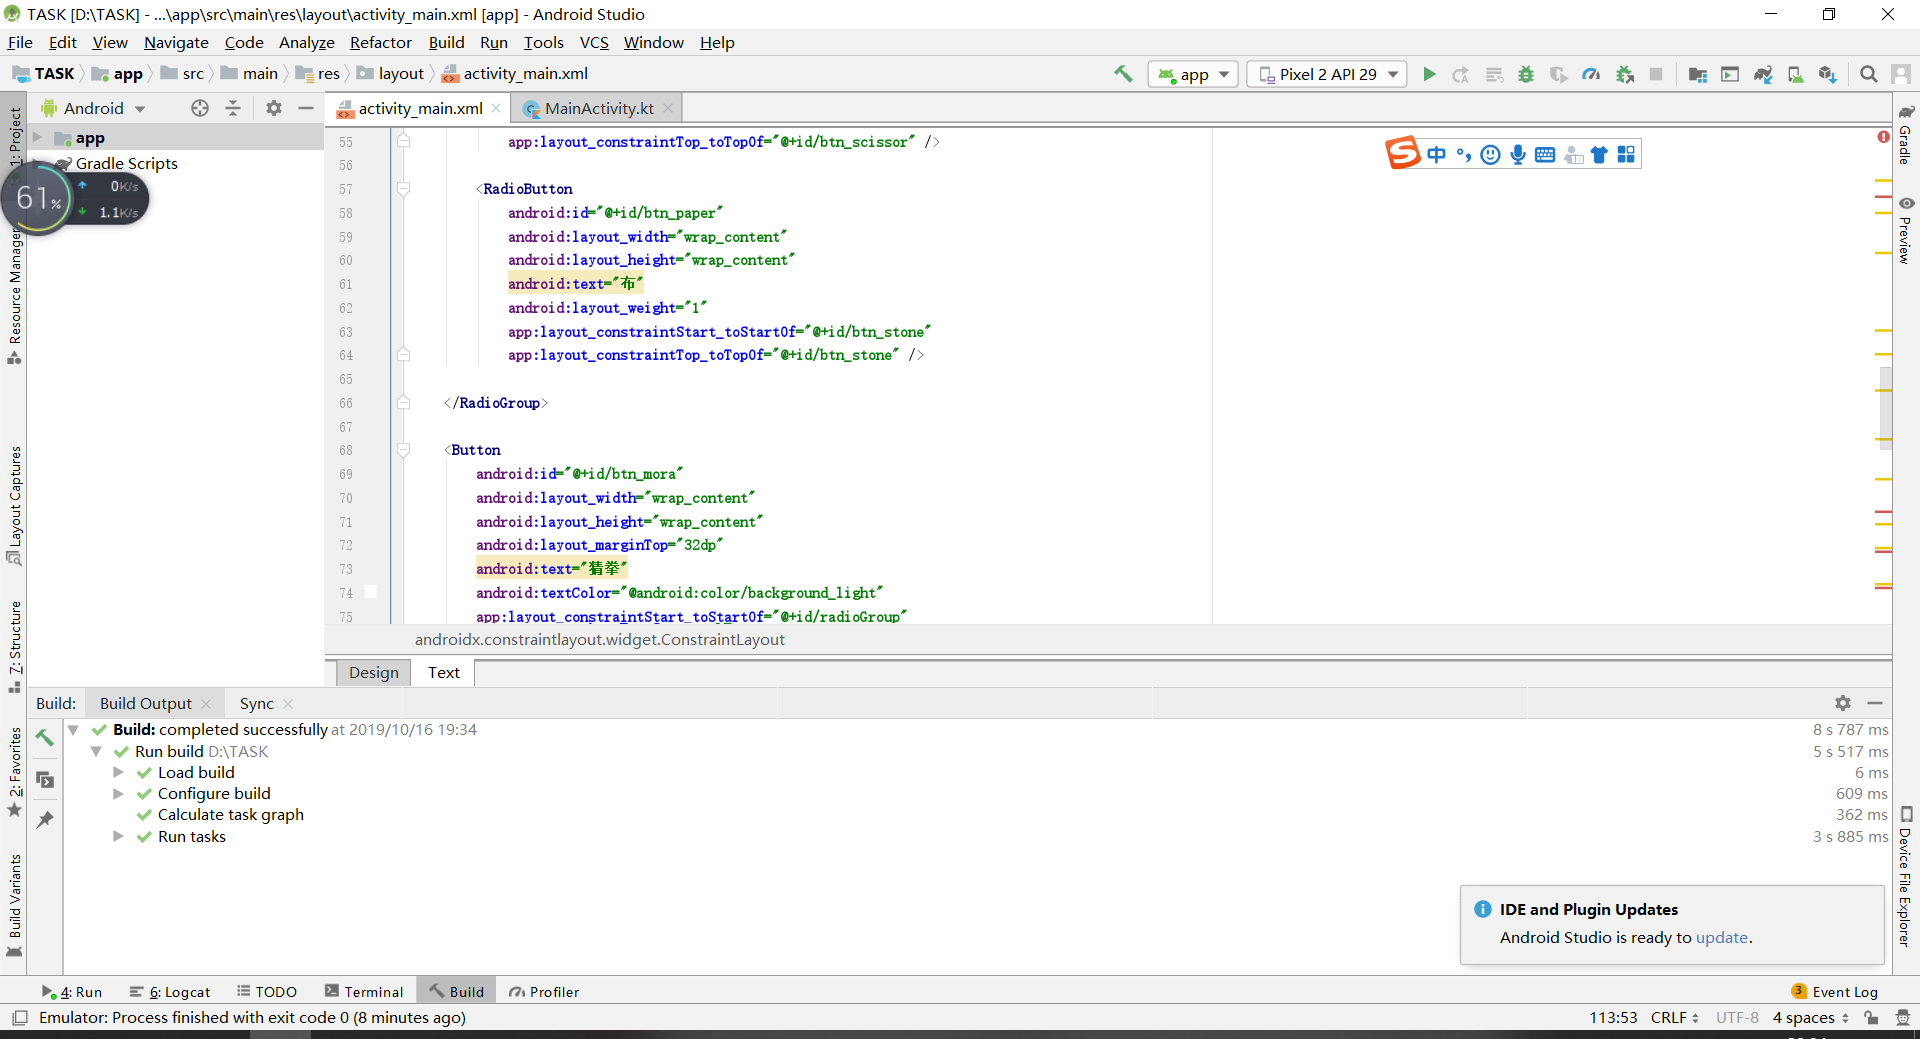 TASK [D:\TASK] - ...\app\src\main\res\layout\activity_main.xml [app] - Android Studio
File Edit View Navigate Code Analyze Refactor Build Run Tools VCS Window Help
TASK app src main res layout activity_main.xml
app Pixel 2 API 29
Android
activity_main.xml MainActivity.kt
app
Gradle Scripts
61%
0K/s
1.1K/s
1: Project
Resource Manager
Layout Captures
7: Structure
2: Favorites
Build Variants
55 app:layout_constraintTop_toTopOf="@+id/btn_scissor" />
56
57 <RadioButton
58 android:id="@+id/btn_paper"
59 android:layout_width="wrap_content"
60 android:layout_height="wrap_content"
61 android:text="布"
62 android:layout_weight="1"
63 app:layout_constraintStart_toStartOf="@+id/btn_stone"
64 app:layout_constraintTop_toTopOf="@+id/btn_stone" />
65
66 </RadioGroup>
67
68 <Button
69 android:id="@+id/btn_mora"
70 android:layout_width="wrap_content"
71 android:layout_height="wrap_content"
72 android:layout_marginTop="32dp"
73 android:text="猜拳"
74 android:textColor="@android:color/background_light"
75 app:layout_constraintStart_toStartOf="@+id/radioGroup"
androidx.constraintlayout.widget.ConstraintLayout
Design Text
中
Gradle
Preview
Device File Explorer
Build: Build Output Sync
Build: completed successfully at 2019/10/16 19:34 8 s 787 ms
Run build D:\TASK 5 s 517 ms
Load build 6 ms
Configure build 609 ms
Calculate task graph 362 ms
Run tasks 3 s 885 ms
IDE and Plugin Updates
Android Studio is ready to update.
4: Run 6: Logcat TODO Terminal Build Profiler 3 Event Log
Emulator: Process finished with exit code 0 (8 minutes ago) 113:53 CRLF UTF-8 4 spaces